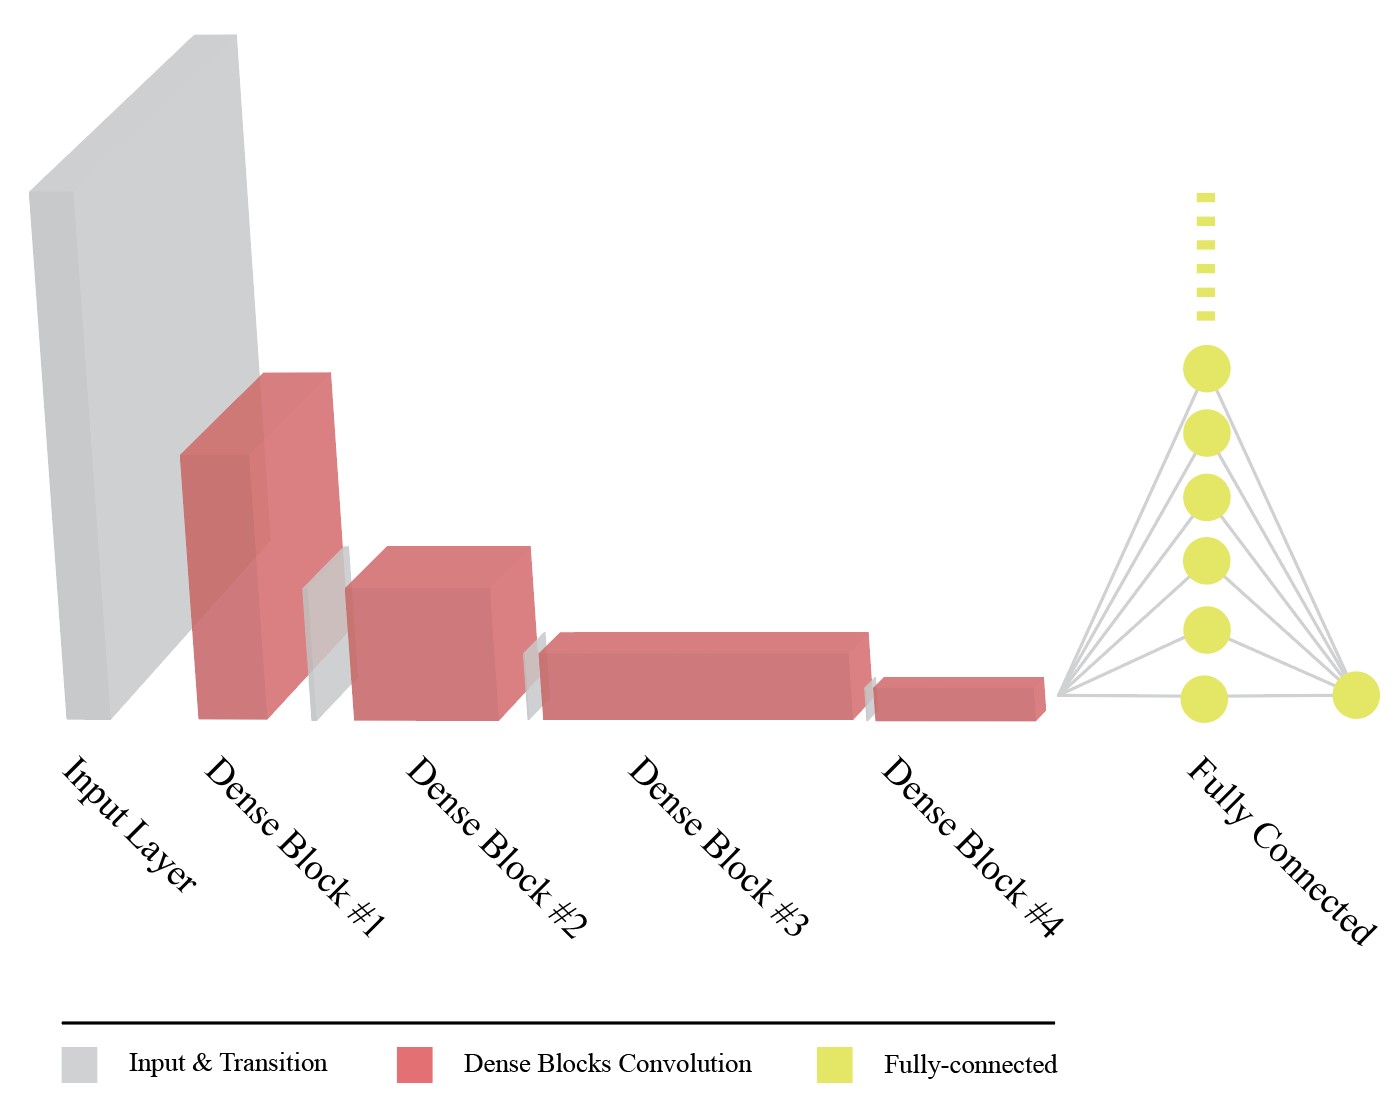 Input Layer
Dense Block #1
Dense Block #2
Dense Block #3
Dense Block #4
Fully Connected
Input & Transition
Dense Blocks Convolution
Fully-connected